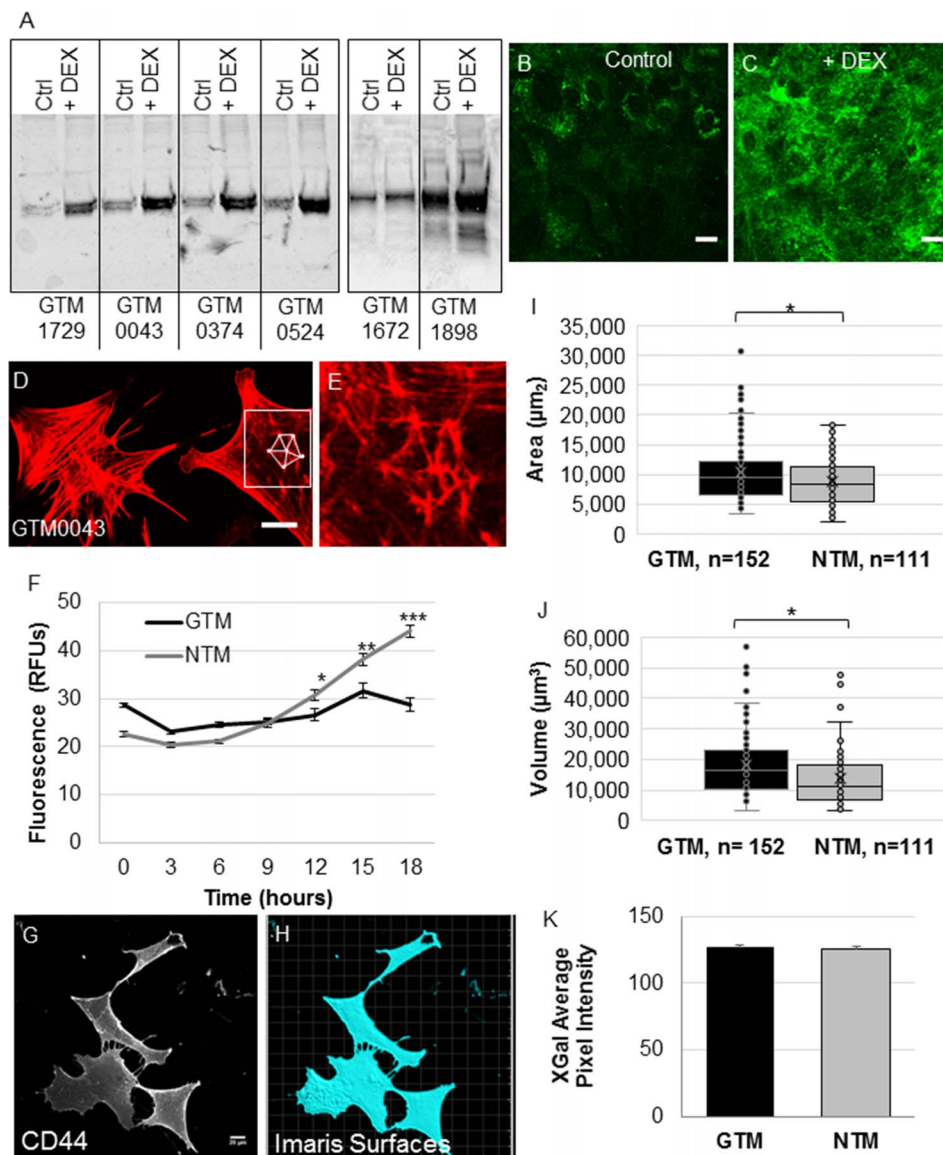 A
Ctrl
+ DEX
Ctrl
+ DEX
Ctrl
+ DEX
Ctrl
+ DEX
Ctrl
+ DEX
Ctrl
+ DEX
GTM
1729
GTM
0043
GTM
0374
GTM
0524
GTM
1672
GTM
1898
B
Control
C
+ DEX
D
GTM0043
E
I
*
35,000
30,000
25,000
20,000
15,000
10,000
5,000
0
Area (µm₂)
GTM, n=152
NTM, n=111
F
50
40
30
20
10
0
Fluorescence (RFUs)
GTM
NTM
*
**
***
0 3 6 9 12 15 18
Time (hours)
J
*
60,000
50,000
40,000
30,000
20,000
10,000
0
Volume (µm³)
GTM, n= 152
NTM, n=111
G
CD44
20 µm
H
Imaris Surfaces
K
150
100
50
0
XGal Average
Pixel Intensity
GTM
NTM